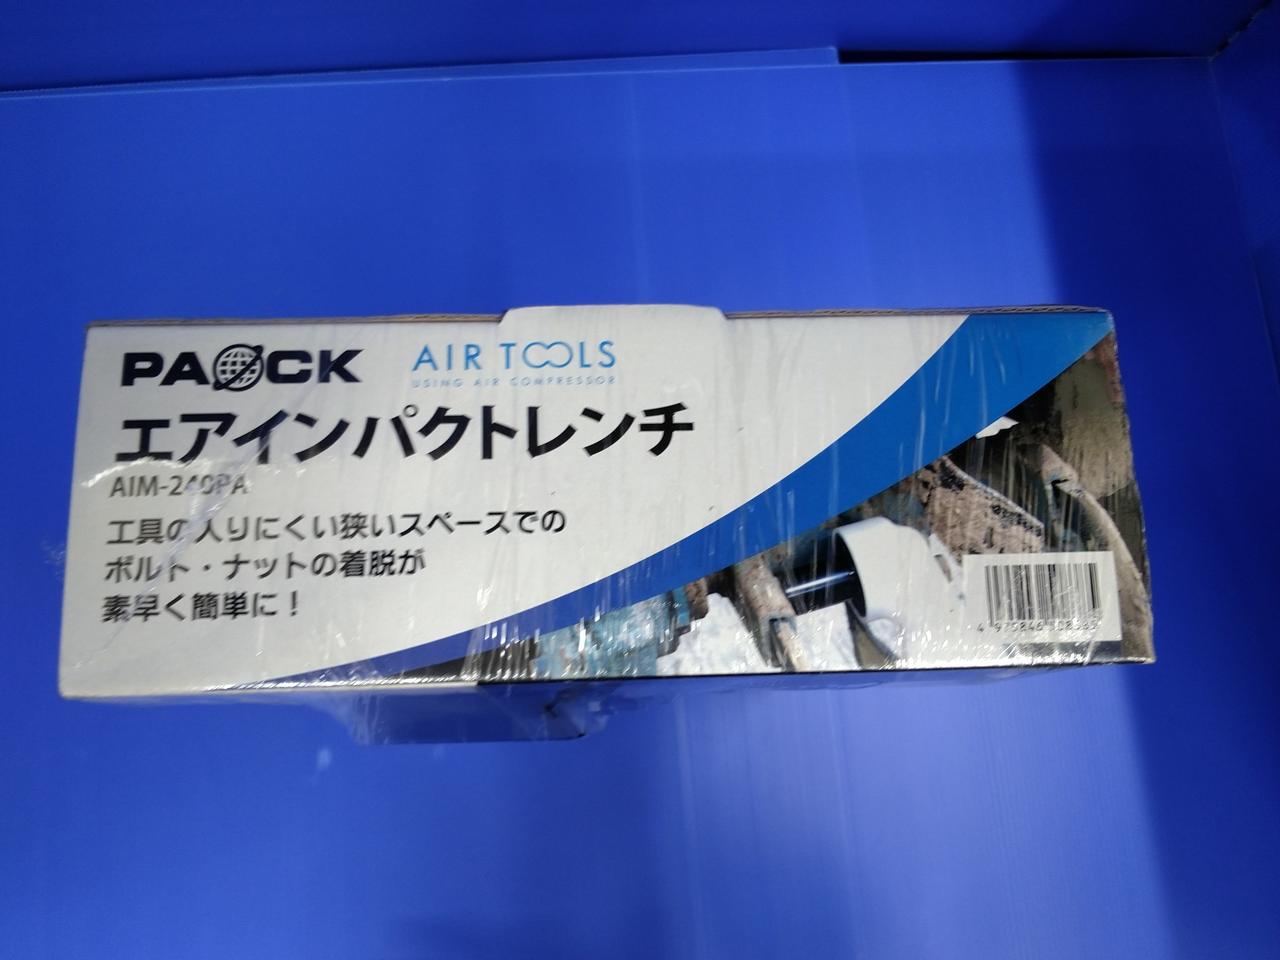 PAOCK
AIR TOOLS
USING AIR COMPRESSOR
エアインパクトレンチ
AIM-240PA
工具の入りにくい狭いスペースでの
ボルト・ナットの着脱が
素早く簡単に！